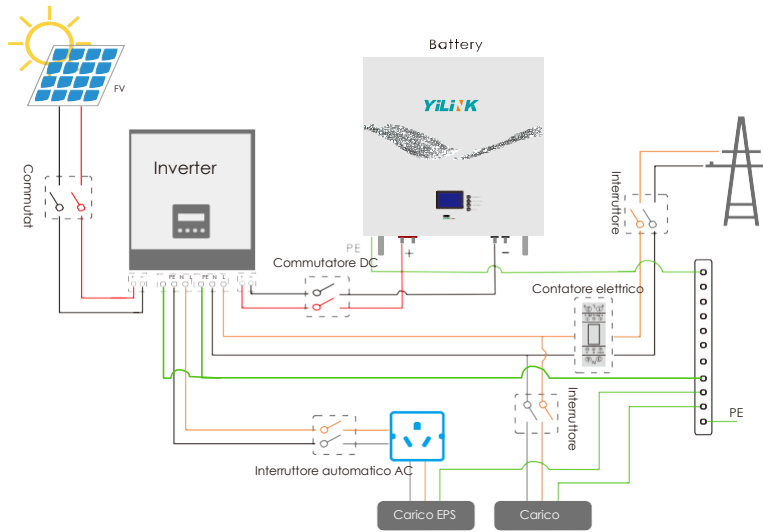 Battery
FV
YiLiNK
Inverter
Commutat
Interruttore
PE
+
−
Commutatore DC
PE N L
PE N L
Contatore elettrico
Interruttore
PE
Interruttore automatico AC
Carico EPS
Carico